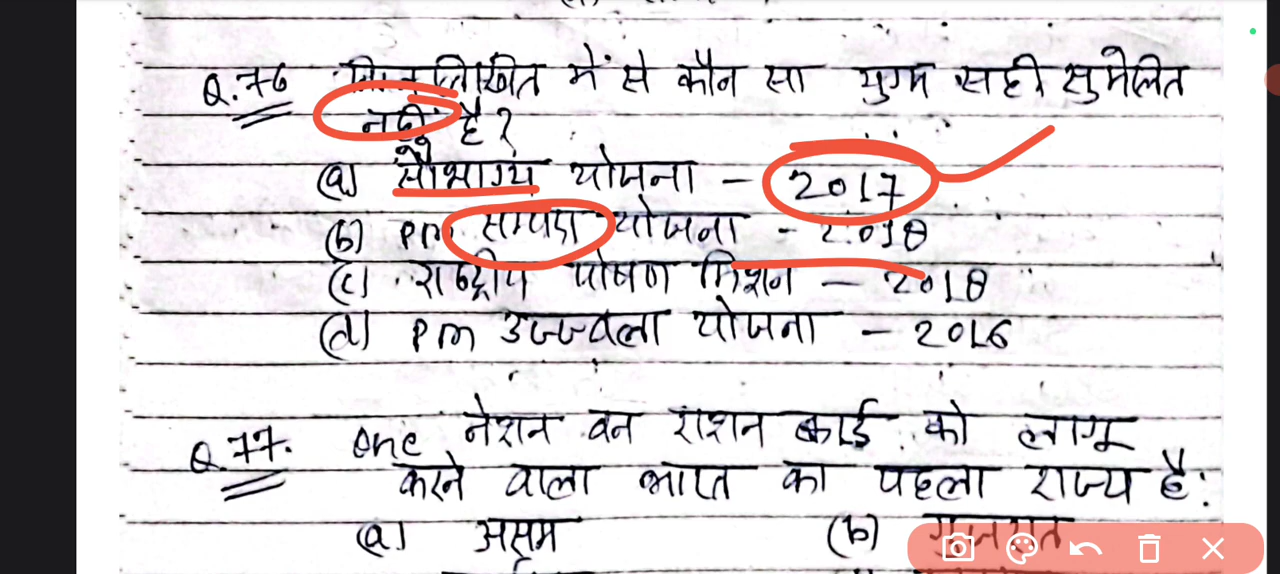 Q.76 निम्नलिखित में से कौन सा युग्म सही सुमेलित
नहीं है?
(a) सौभाग्य योजना - 2017
(b) pm सम्पदा योजना - 2018
(c) राष्ट्रीय पोषण मिशन - 2018
(d) pm उज्ज्वला योजना - 2016
Q.77. one नेशन वन राशन कार्ड को लागू
करने वाला भारत का पहला राज्य है:
(a) असम (b) गुजरात